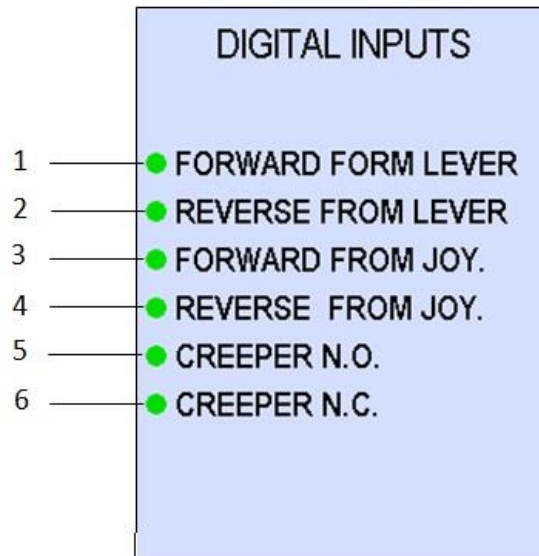 DIGITAL INPUTS
1 FORWARD FORM LEVER
2 REVERSE FROM LEVER
3 FORWARD FROM JOY.
4 REVERSE FROM JOY.
5 CREEPER N.O.
6 CREEPER N.C.